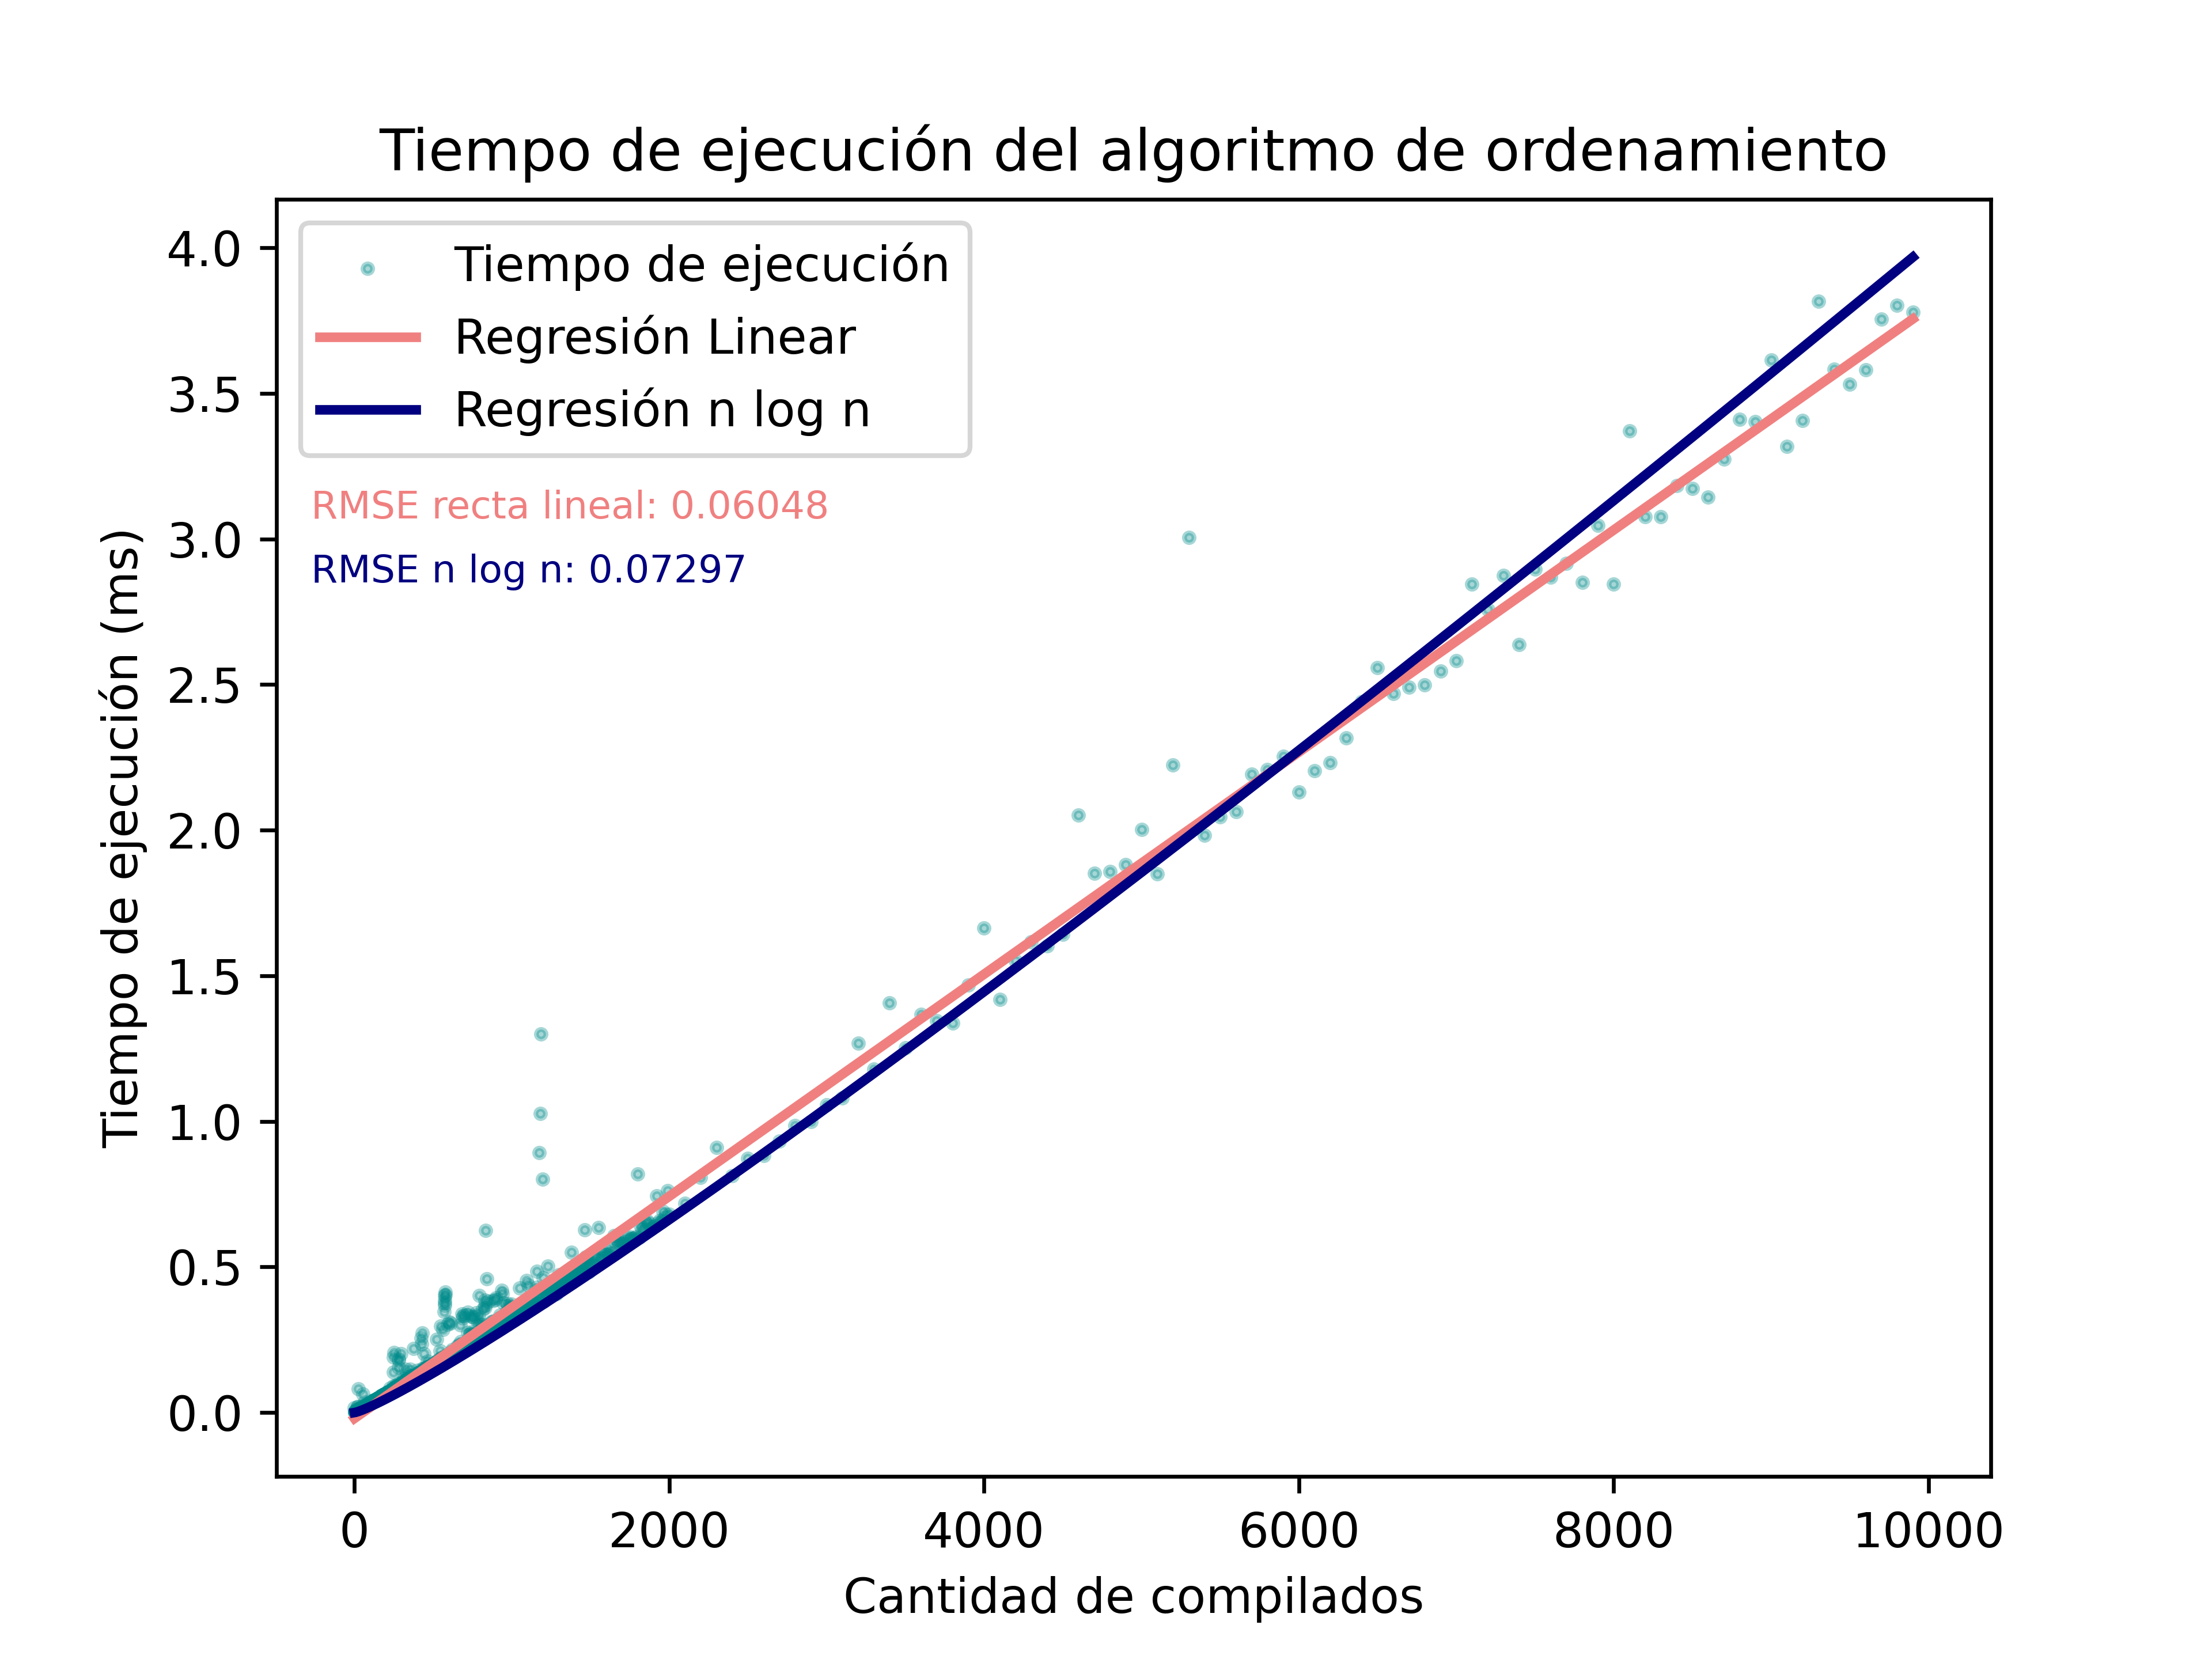 Tiempo de ejecución del algoritmo de ordenamiento
Tiempo de ejecución
Regresión Linear
Regresión n log n
RMSE recta lineal: 0.06048
RMSE n log n: 0.07297
Tiempo de ejecución (ms)
4.0
3.5
3.0
2.5
2.0
1.5
1.0
0.5
0.0
0 2000 4000 6000 8000 10000
Cantidad de compilados